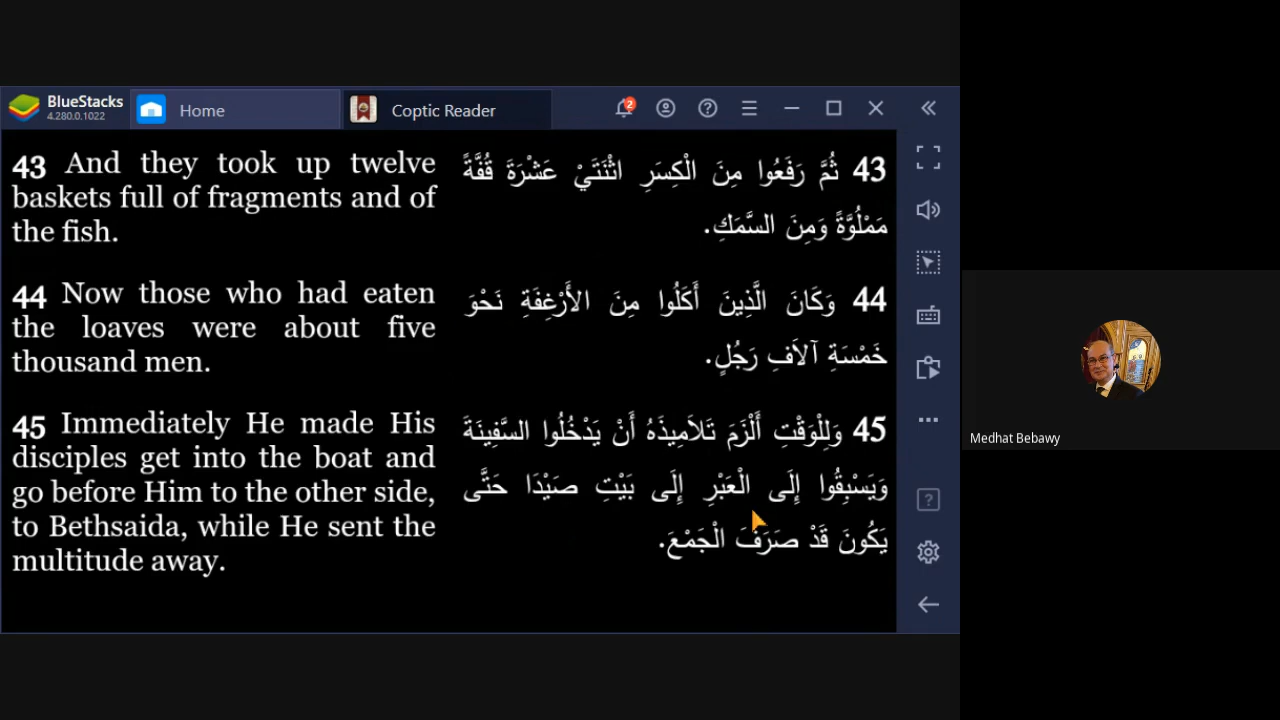 BlueStacks
4.280.0.1022
Home
Coptic Reader
2
43 And they took up twelve
baskets full of fragments and of
the fish.
43 ثُمَّ رَفَعُوا مِنَ الْكِسَرِ اثْنَتَيْ عَشْرَةَ قُفَّةً
مَمْلُوَّةً وَمِنَ السَّمَكِ.
44 Now those who had eaten
the loaves were about five
thousand men.
44 وَكَانَ الَّذِينَ أَكَلُوا مِنَ الأَرْغِفَةِ نَحْوَ
خَمْسَةِ آلاَفِ رَجُلٍ.
45 Immediately He made His
disciples get into the boat and
go before Him to the other side,
to Bethsaida, while He sent the
multitude away.
45 وَلِلْوَقْتِ أَلْزَمَ تَلاَمِيذَهُ أَنْ يَدْخُلُوا السَّفِينَةَ
وَيَسْبِقُوا إِلَى الْعَبْرِ إِلَى بَيْتِ صَيْدَا حَتَّى
يَكُونَ قَدْ صَرَفَ الْجَمْعَ.
Medhat Bebawy